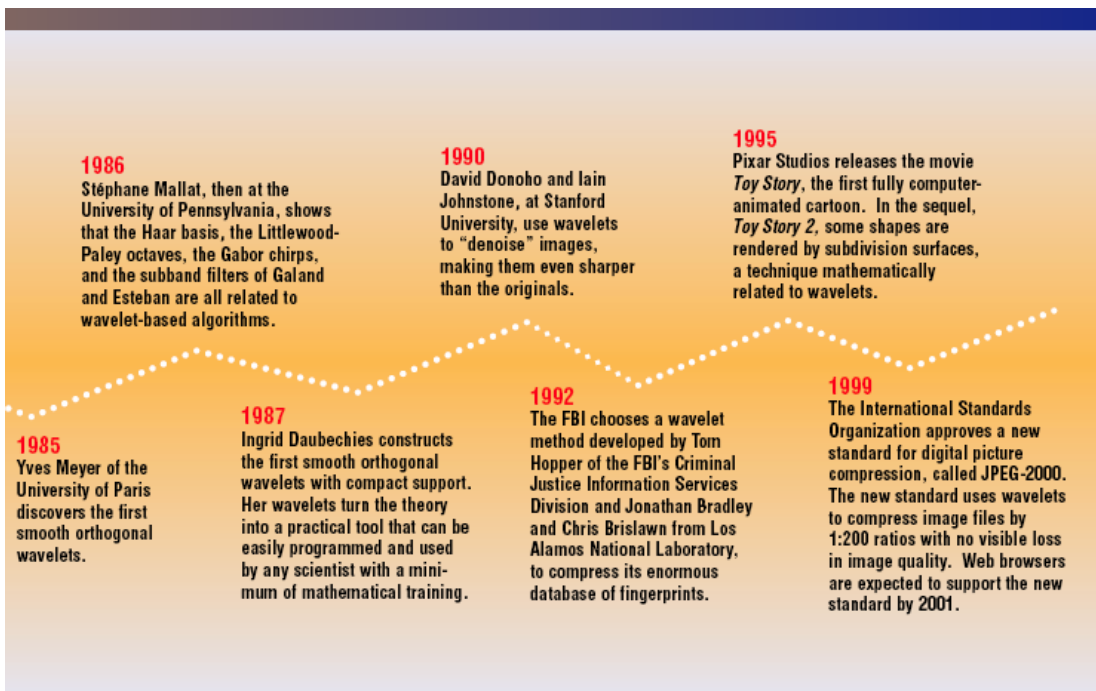 1985
Yves Meyer of the
University of Paris
discovers the first
smooth orthogonal
wavelets.
1986
Stéphane Mallat, then at the
University of Pennsylvania, shows
that the Haar basis, the Littlewood-
Paley octaves, the Gabor chirps,
and the subband filters of Galand
and Esteban are all related to
wavelet-based algorithms.
1987
Ingrid Daubechies constructs
the first smooth orthogonal
wavelets with compact support.
Her wavelets turn the theory
into a practical tool that can be
easily programmed and used
by any scientist with a mini-
mum of mathematical training.
1990
David Donoho and Iain
Johnstone, at Stanford
University, use wavelets
to “denoise” images,
making them even sharper
than the originals.
1992
The FBI chooses a wavelet
method developed by Tom
Hopper of the FBI’s Criminal
Justice Information Services
Division and Jonathan Bradley
and Chris Brislawn from Los
Alamos National Laboratory,
to compress its enormous
database of fingerprints.
1995
Pixar Studios releases the movie
Toy Story, the first fully computer-
animated cartoon. In the sequel,
Toy Story 2, some shapes are
rendered by subdivision surfaces,
a technique mathematically
related to wavelets.
1999
The International Standards
Organization approves a new
standard for digital picture
compression, called JPEG-2000.
The new standard uses wavelets
to compress image files by
1:200 ratios with no visible loss
in image quality. Web browsers
are expected to support the new
standard by 2001.